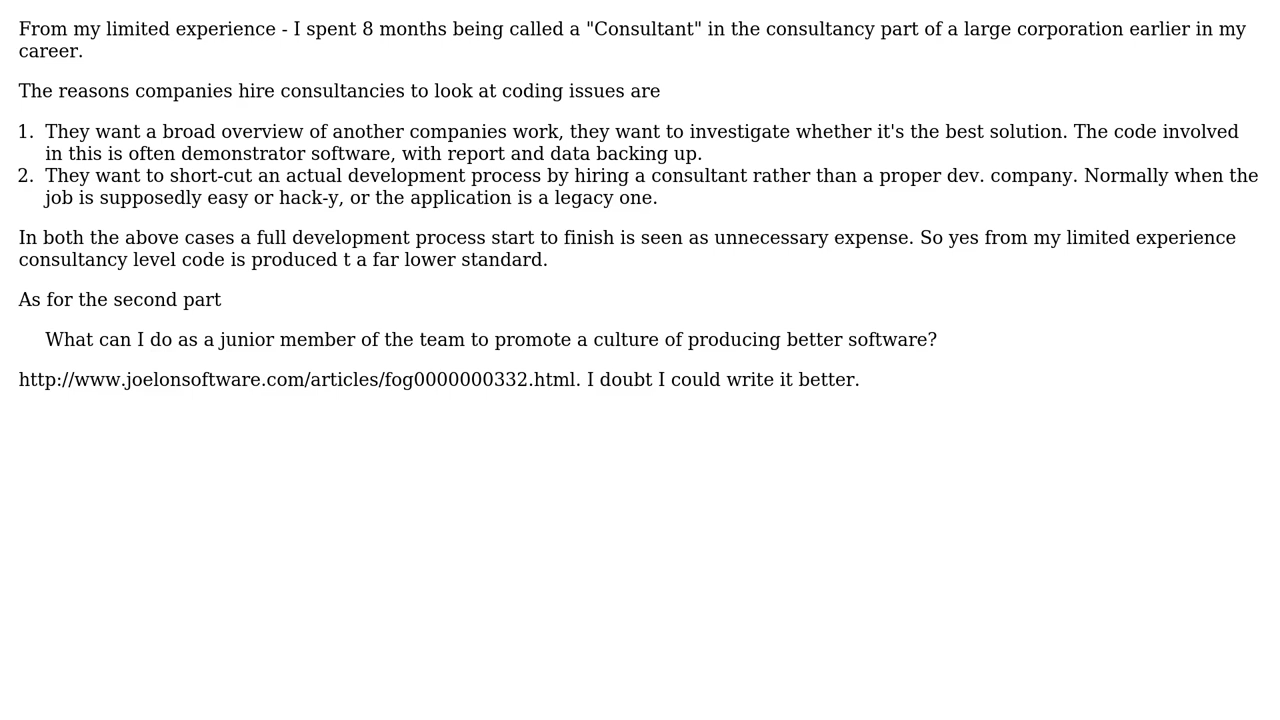 From my limited experience - I spent 8 months being called a "Consultant" in the consultancy part of a large corporation earlier in my
career.
The reasons companies hire consultancies to look at coding issues are
1. They want a broad overview of another companies work, they want to investigate whether it's the best solution. The code involved
in this is often demonstrator software, with report and data backing up.
2. They want to short-cut an actual development process by hiring a consultant rather than a proper dev. company. Normally when the
job is supposedly easy or hack-y, or the application is a legacy one.
In both the above cases a full development process start to finish is seen as unnecessary expense. So yes from my limited experience
consultancy level code is produced t a far lower standard.
As for the second part
What can I do as a junior member of the team to promote a culture of producing better software?
http://www.joelonsoftware.com/articles/fog0000000332.html. I doubt I could write it better.